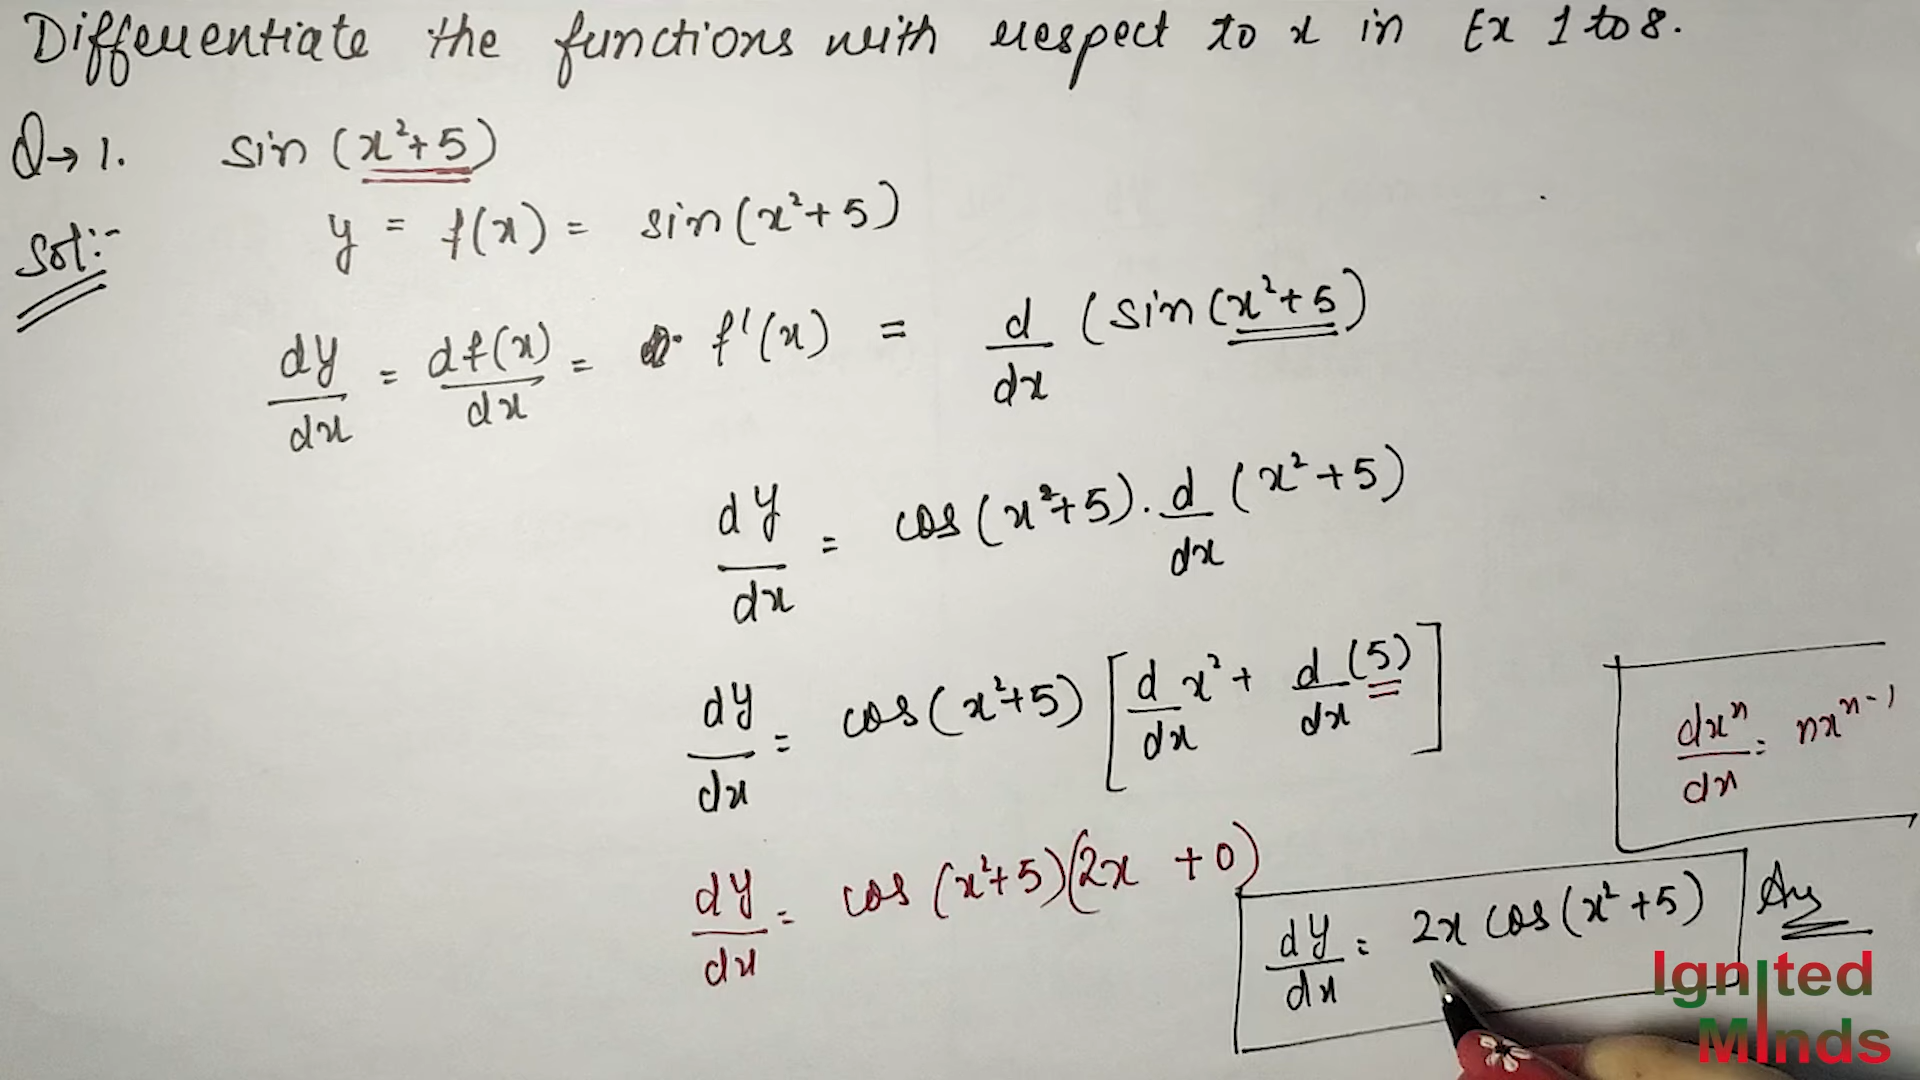 Differentiate the functions with respect to x in Ex 1 to 8.
Q→1. sin (x²+5)
Sol:- y = f(x) = sin(x²+5)
dy/dx = df(x)/dx = f'(x) = d/dx (sin(x²+5)
dy/dx = cos(x²+5). d/dx (x²+5)
dy/dx = cos(x²+5) [d/dx x² + d/dx (5)]
dxⁿ/dx = nxⁿ⁻¹
dy/dx = cos (x²+5)(2x +0)
dy/dx = 2x cos(x²+5) Ans
Ignited
Minds